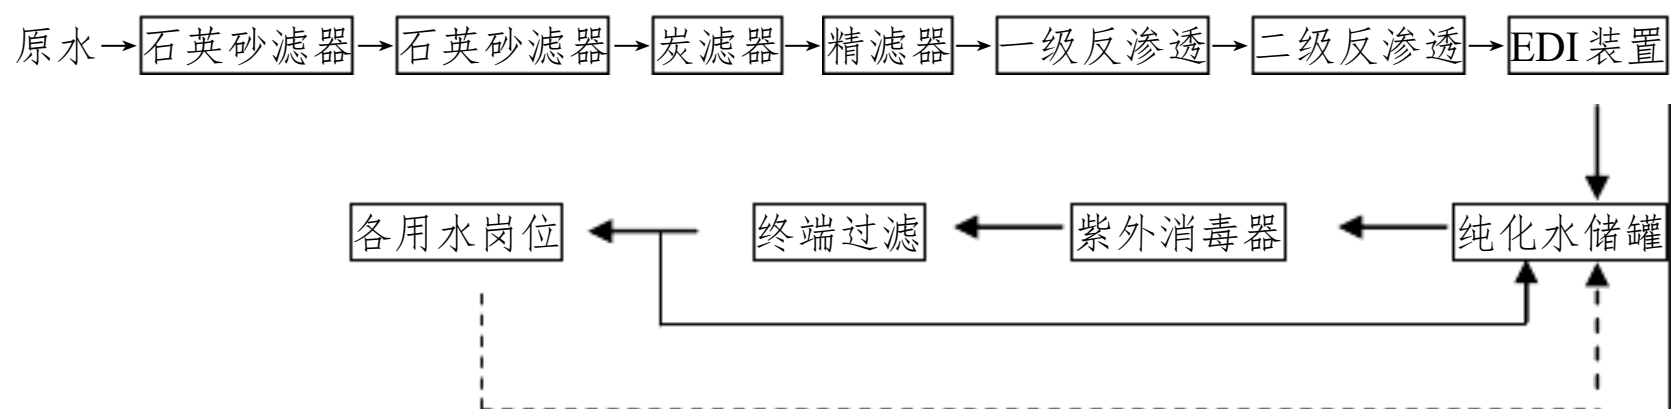 原水→石英砂滤器→石英砂滤器→炭滤器→精滤器→一级反渗透→二级反渗透→EDI装置
各用水岗位 终端过滤 紫外消毒器 纯化水储罐